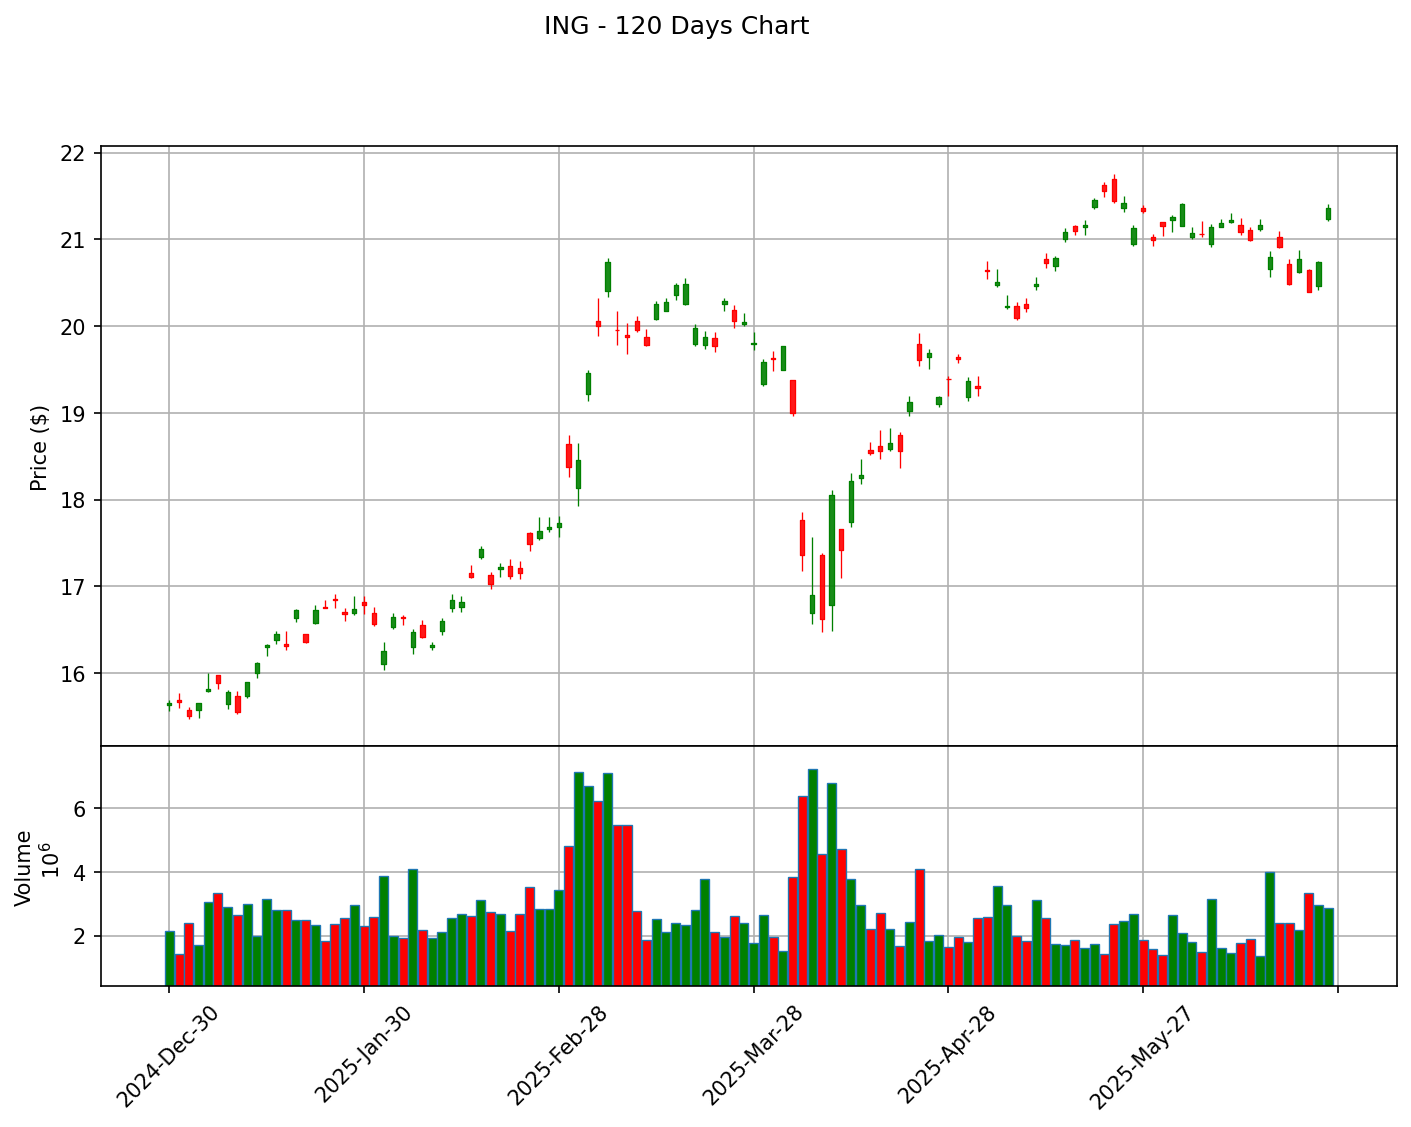 ING - 120 Days Chart
22
21
20
19
18
17
16
Price ($)
6
4
2
Volume
10⁶
2024-Dec-30
2025-Jan-30
2025-Feb-28
2025-Mar-28
2025-Apr-28
2025-May-27